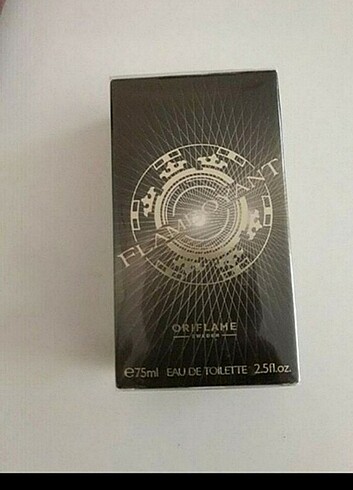 FLAMBOYANT
ORIFLAME
SWEDEN
℮75ml EAU DE TOILETTE 2.5fl.oz.